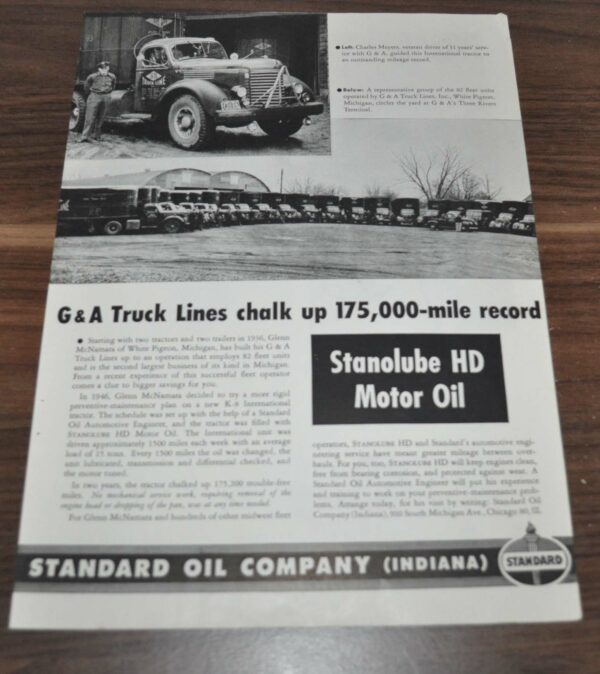 ● Left: Charles Meyers, veteran driver of 11 years' serv-
ice with G & A, guided this International tractor to
an outstanding mileage record.
● Below: A representative group of the 82 fleet units
operated by G & A Truck Lines, Inc., White Pigeon,
Michigan, circles the yard at G & A's Three Rivers
Terminal.
TRUCK LINE
G & A Truck Lines chalk up 175,000-mile record
● Starting with two tractors and two trailers in 1936, Glenn
McNamara of White Pigeon, Michigan, has built his G & A
Truck Lines up to an operation that employs 82 fleet units
and is the second largest business of its kind in Michigan.
From a recent experience of this successful fleet operator
comes a clue to bigger savings for you.
In 1946, Glenn McNamara decided to try a more rigid
preventive-maintenance plan on a new K-8 International
tractor. The schedule was set up with the help of a Standard
Oil Automotive Engineer, and the tractor was filled with
STANOLUBE HD Motor Oil. The International unit was
driven approximately 1500 miles each week with an average
load of 15 tons. Every 1500 miles the oil was changed, the
unit lubricated, transmission and differential checked, and
the motor tuned.
In two years, the tractor chalked up 175,200 trouble-free
miles. No mechanical service work, requiring removal of the
engine head or dropping of the pan, was at any time needed.
For Glenn McNamara and hundreds of other midwest fleet
Stanolube HD
Motor Oil
operators, STANOLUBE HD and Standard's automotive engi-
neering service have meant greater mileage between over-
hauls. For you, too, STANOLUBE HD will keep engines clean,
free from bearing corrosion, and protected against wear. A
Standard Oil Automotive Engineer will put his experience
and training to work on your preventive-maintenance prob-
lems. Arrange today, for his visit by writing: Standard Oil
Company (Indiana), 910 South Michigan Ave., Chicago 80, Ill.
STANDARD OIL COMPANY (INDIANA)
STANDARD